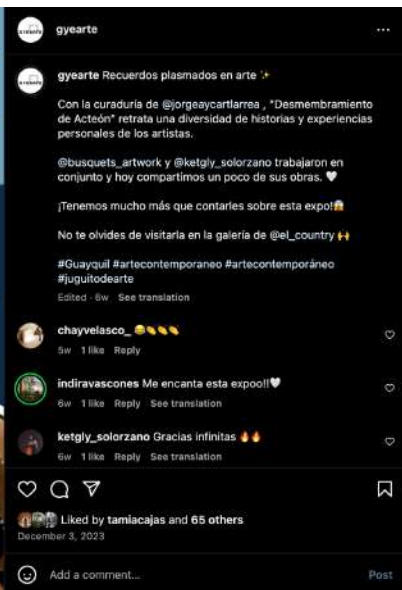 gyearte
gyearte Recuerdos plasmados en arte
Con la curaduría de @jorgeaycartlarrea , "Desmembramiento
de Acteón" retrata una diversidad de historias y experiencias
personales de los artistas.
@busquets_artwork y @ketgly_solorzano trabajaron en
conjunto y hoy compartimos un poco de sus obras. 🤍
¡Tenemos mucho más que contarles sobre esta expo!😱
No te olvides de visitarla en la galería de @el_country 🙌
#Guayquil #artecontemporaneo #artecontemporáneo
#juguitodearte
Edited · 6w See translation
chayvelasco_ 😂👏👏👏
5w 1 like Reply
indiravascones Me encanta esta expoo!!🤍
6w 1 like Reply See translation
ketgly_solorzano Gracias infinitas 🔥🔥
6w 1 like Reply See translation
Liked by tamiacajas and 65 others
December 3, 2023
Add a comment...
Post